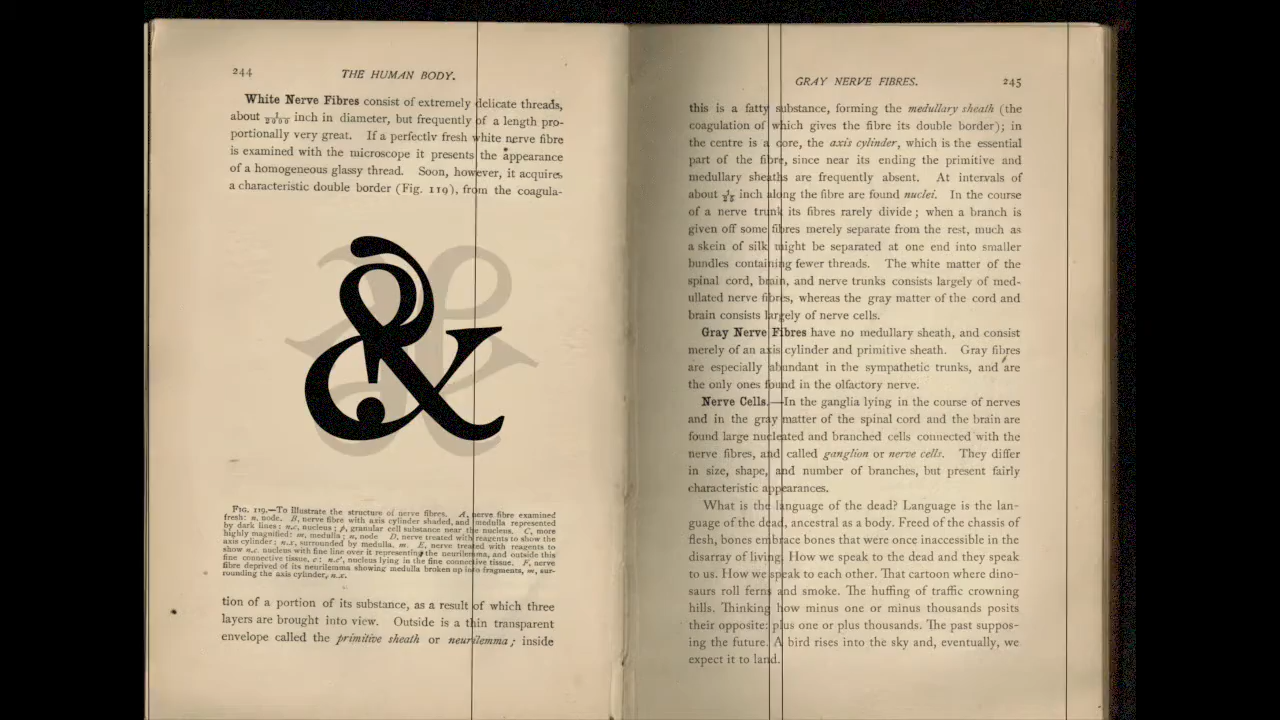 244
THE HUMAN BODY.
White Nerve Fibres consist of extremely delicate threads,
about 1/12000 inch in diameter, but frequently of a length pro-
portionally very great. If a perfectly fresh white nerve fibre
is examined with the microscope it presents the appearance
of a homogeneous glassy thread. Soon, however, it acquires
a characteristic double border (Fig. 119), from the coagula-
&
FIG. 119.—To Illustrate the structure of nerve fibres. A, nerve fibre examined
fresh: n, node. B, nerve fibre with axis cylinder shaded, and medulla represented
by dark lines: n.c, nucleus; p, granular cell substance near the nucleus. C, more
highly magnified: m, medulla; n, node D, nerve treated with reagents to show the
axis cylinder; n.x, surrounded by medulla, m. E, nerve treated with reagents to
show n.c. nucleus with fine line over it representing the neurilemma, and outside this
fine connective tissue, c: n.c', nucleus lying in the fine connective tissue. F, nerve
fibre deprived of its neurilemma showing medulla broken up into fragments, m, sur-
rounding the axis cylinder, n.x.
tion of a portion of its substance, as a result of which three
layers are brought into view. Outside is a thin transparent
envelope called the primitive sheath or neurilemma; inside
GRAY NERVE FIBRES.
245
this is a fatty substance, forming the medullary sheath (the
coagulation of which gives the fibre its double border); in
the centre is a core, the axis cylinder, which is the essential
part of the fibre, since near its ending the primitive and
medullary sheaths are frequently absent. At intervals of
about 1/25 inch along the fibre are found nuclei. In the course
of a nerve trunk its fibres rarely divide; when a branch is
given off some fibres merely separate from the rest, much as
a skein of silk might be separated at one end into smaller
bundles containing fewer threads. The white matter of the
spinal cord, brain, and nerve trunks consists largely of med-
ullated nerve fibres, whereas the gray matter of the cord and
brain consists largely of nerve cells.
Gray Nerve Fibres have no medullary sheath, and consist
merely of an axis cylinder and primitive sheath. Gray fibres
are especially abundant in the sympathetic trunks, and are
the only ones found in the olfactory nerve.
Nerve Cells.—In the ganglia lying in the course of nerves
and in the gray matter of the spinal cord and the brain are
found large nucleated and branched cells connected with the
nerve fibres, and called ganglion or nerve cells. They differ
in size, shape, and number of branches, but present fairly
characteristic appearances.
What is the language of the dead? Language is the lan-
guage of the dead, ancestral as a body. Freed of the chassis of
flesh, bones embrace bones that were once inaccessible in the
disarray of living. How we speak to the dead and they speak
to us. How we speak to each other. That cartoon where dino-
saurs roll ferns and smoke. The huffing of traffic crowning
hills. Thinking how minus one or minus thousands posits
their opposite: plus one or plus thousands. The past suppos-
ing the future. A bird rises into the sky and, eventually, we
expect it to land.